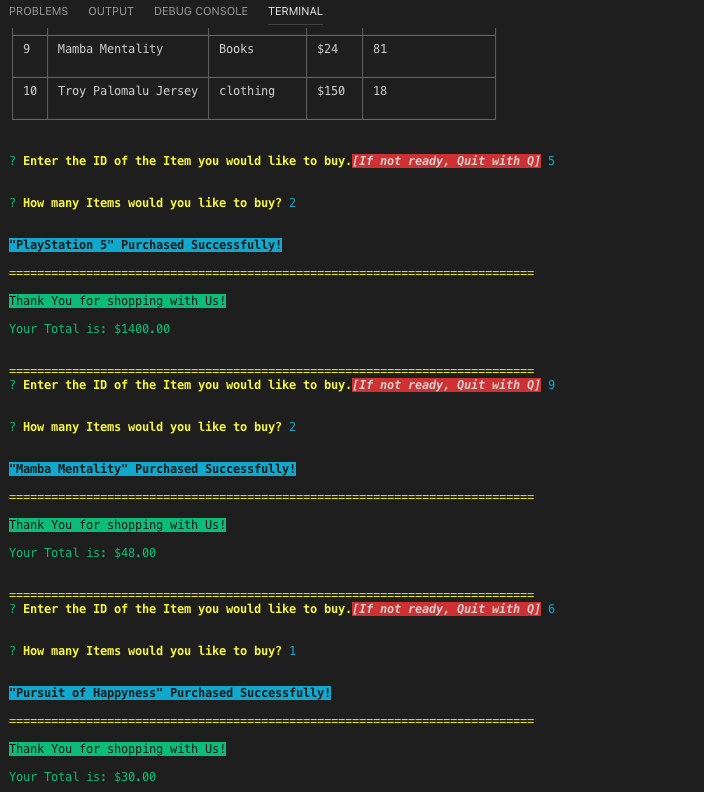 PROBLEMS OUTPUT DEBUG CONSOLE TERMINAL
9 Mamba Mentality Books $24 81
10 Troy Palomalu Jersey clothing $150 18
? Enter the ID of the Item you would like to buy.[If not ready, Quit with Q] 5
? How many Items would you like to buy? 2
"PlayStation 5" Purchased Successfully!
===========================================================================
Thank You for shopping with Us!
Your Total is: $1400.00
===========================================================================
? Enter the ID of the Item you would like to buy.[If not ready, Quit with Q] 9
? How many Items would you like to buy? 2
"Mamba Mentality" Purchased Successfully!
===========================================================================
Thank You for shopping with Us!
Your Total is: $48.00
===========================================================================
? Enter the ID of the Item you would like to buy.[If not ready, Quit with Q] 6
? How many Items would you like to buy? 1
"Pursuit of Happyness" Purchased Successfully!
===========================================================================
Thank You for shopping with Us!
Your Total is: $30.00